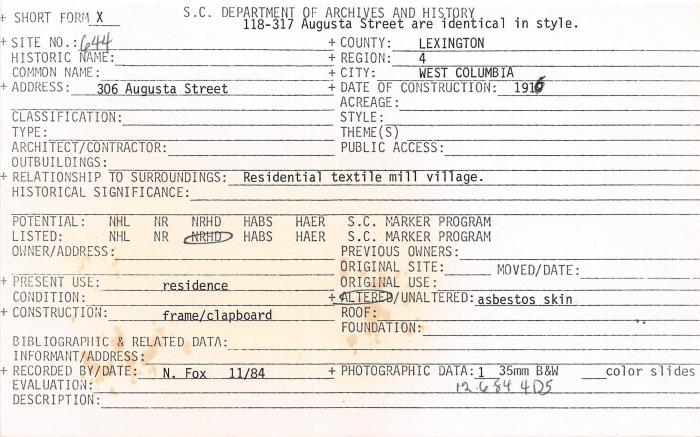 + SHORT FORM X S.C. DEPARTMENT OF ARCHIVES AND HISTORY
118-317 Augusta Street are identical in style.
+ SITE NO.: 644 + COUNTY: LEXINGTON
HISTORIC NAME: + REGION: 4
COMMON NAME: + CITY: WEST COLUMBIA
+ ADDRESS: 306 Augusta Street + DATE OF CONSTRUCTION: 1916
ACREAGE:
CLASSIFICATION: STYLE:
TYPE: THEME(S)
ARCHITECT/CONTRACTOR: PUBLIC ACCESS:
OUTBUILDINGS:
+ RELATIONSHIP TO SURROUNDINGS: Residential textile mill village.
HISTORICAL SIGNIFICANCE:
POTENTIAL: NHL NR NRHD HABS HAER S.C. MARKER PROGRAM
LISTED: NHL NR NRHD HABS HAER S.C. MARKER PROGRAM
OWNER/ADDRESS: PREVIOUS OWNERS:
ORIGINAL SITE: MOVED/DATE:
+ PRESENT USE: residence ORIGINAL USE:
CONDITION: + ALTERED/UNALTERED: asbestos skin
+ CONSTRUCTION: frame/clapboard ROOF:
FOUNDATION:
BIBLIOGRAPHIC & RELATED DATA:
INFORMANT/ADDRESS:
+ RECORDED BY/DATE: N. Fox 11/84 + PHOTOGRAPHIC DATA: 1 35mm B&W color slides
EVALUATION: 12.684 4D5
DESCRIPTION: